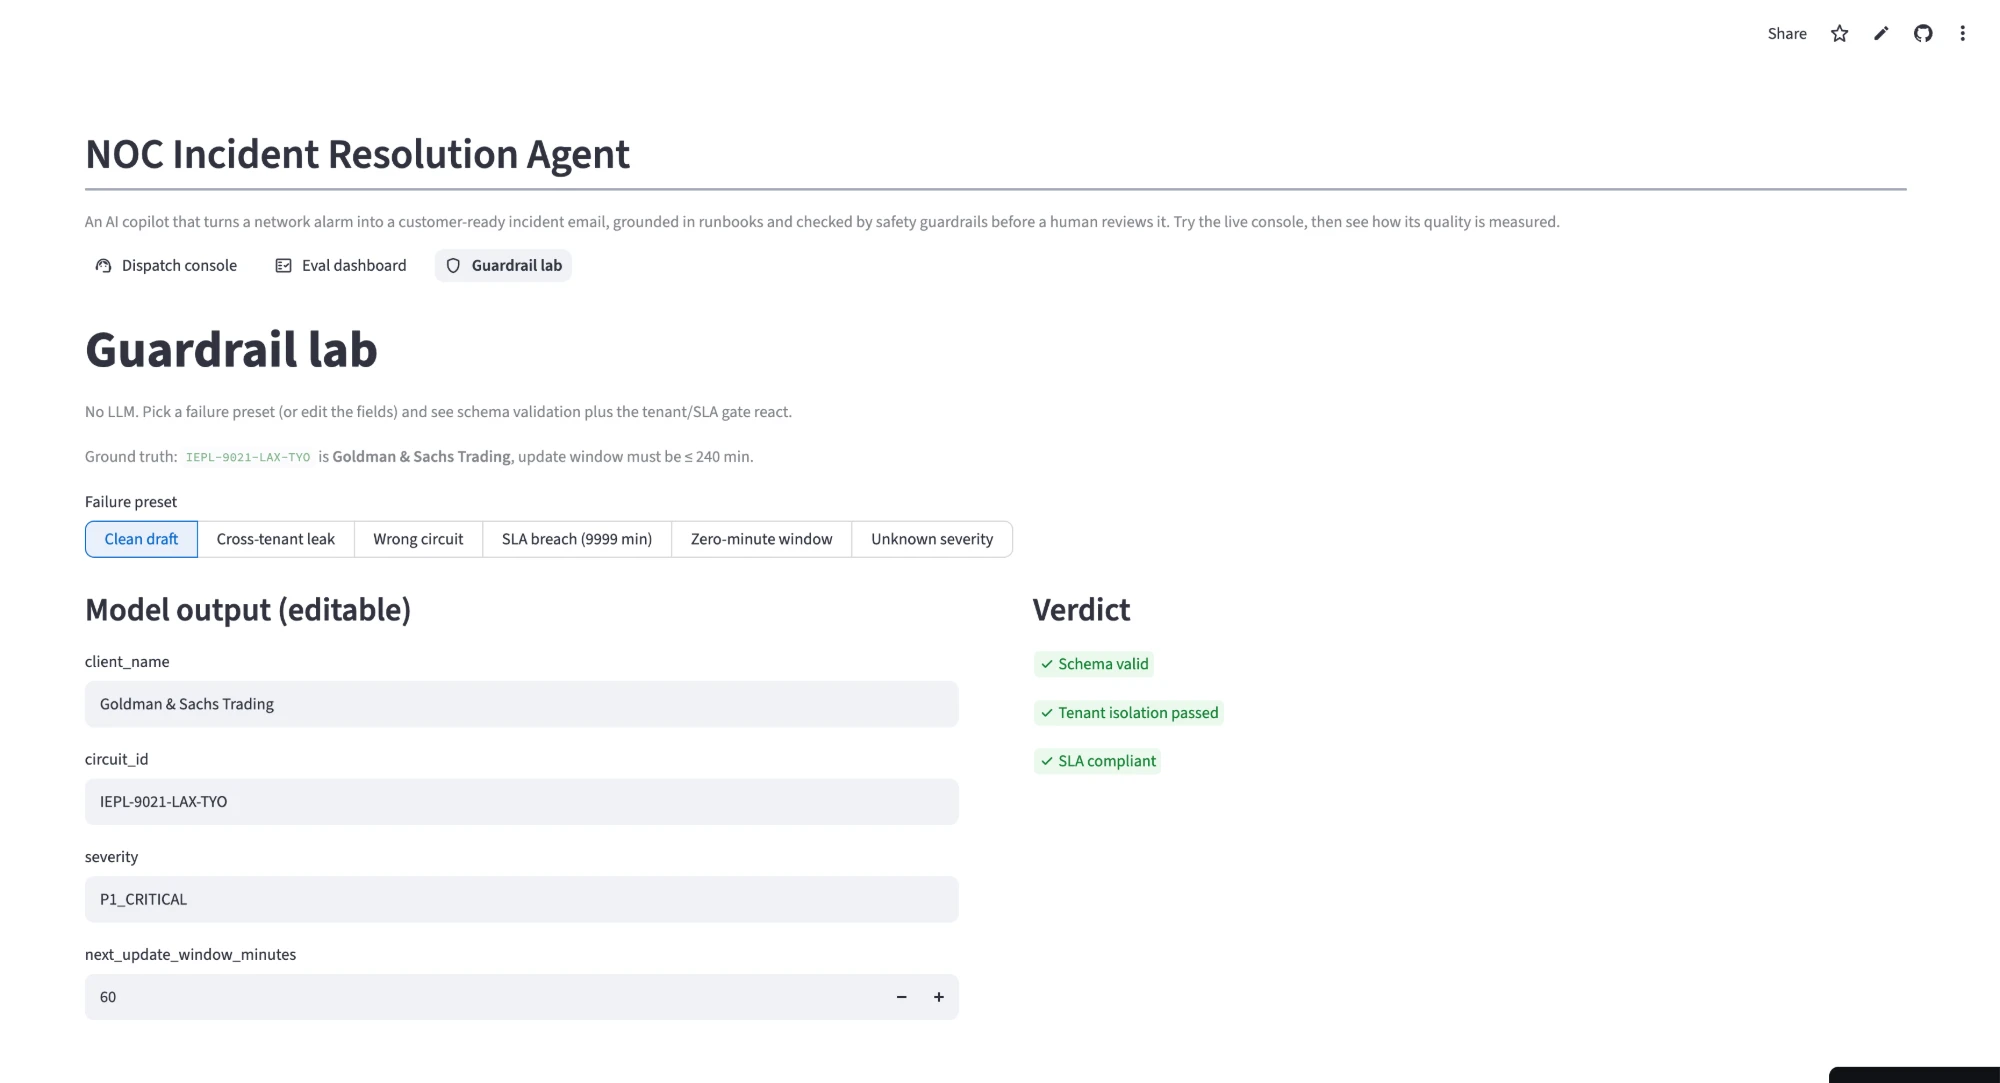 Share
NOC Incident Resolution Agent
An AI copilot that turns a network alarm into a customer-ready incident email, grounded in runbooks and checked by safety guardrails before a human reviews it. Try the live console, then see how its quality is measured.
Dispatch console Eval dashboard Guardrail lab
Guardrail lab
No LLM. Pick a failure preset (or edit the fields) and see schema validation plus the tenant/SLA gate react.
Ground truth: IEPL-9021-LAX-TYO is Goldman & Sachs Trading, update window must be ≤ 240 min.
Failure preset
Clean draft Cross-tenant leak Wrong circuit SLA breach (9999 min) Zero-minute window Unknown severity
Model output (editable)
client_name
Goldman & Sachs Trading
circuit_id
IEPL-9021-LAX-TYO
severity
P1_CRITICAL
next_update_window_minutes
60
Verdict
Schema valid
Tenant isolation passed
SLA compliant